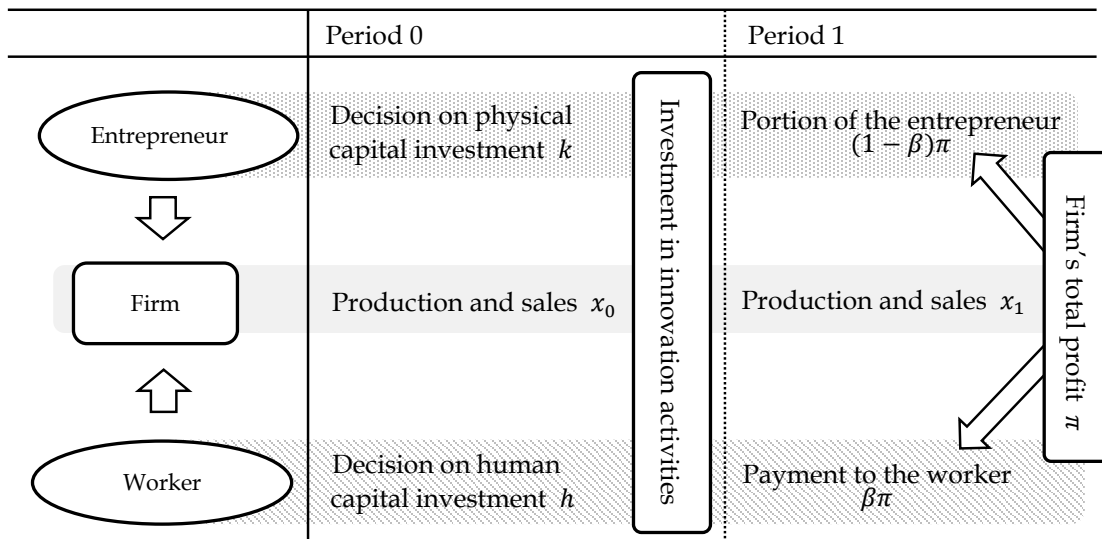 Period 0
Period 1
Entrepreneur
Decision on physical
capital investment k
Investment in innovation activities
Portion of the entrepreneur
(1 − β)π
Firm
Production and sales x₀
Production and sales x₁
Firm's total profit π
Worker
Decision on human
capital investment h
Payment to the worker
βπ